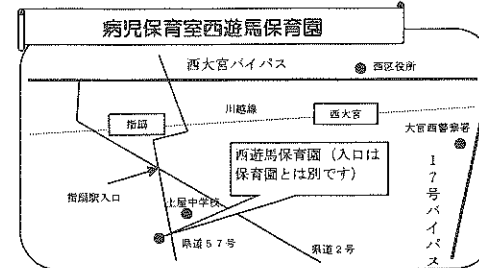 病児保育室西遊馬保育園
西大宮バイパス
西区役所
川越線
指扇
西大宮
大宮西警察署
西遊馬保育園（入口は
保育園とは別です）
17号バイパス
指扇駅入口
土屋中学校
県道57号
県道2号